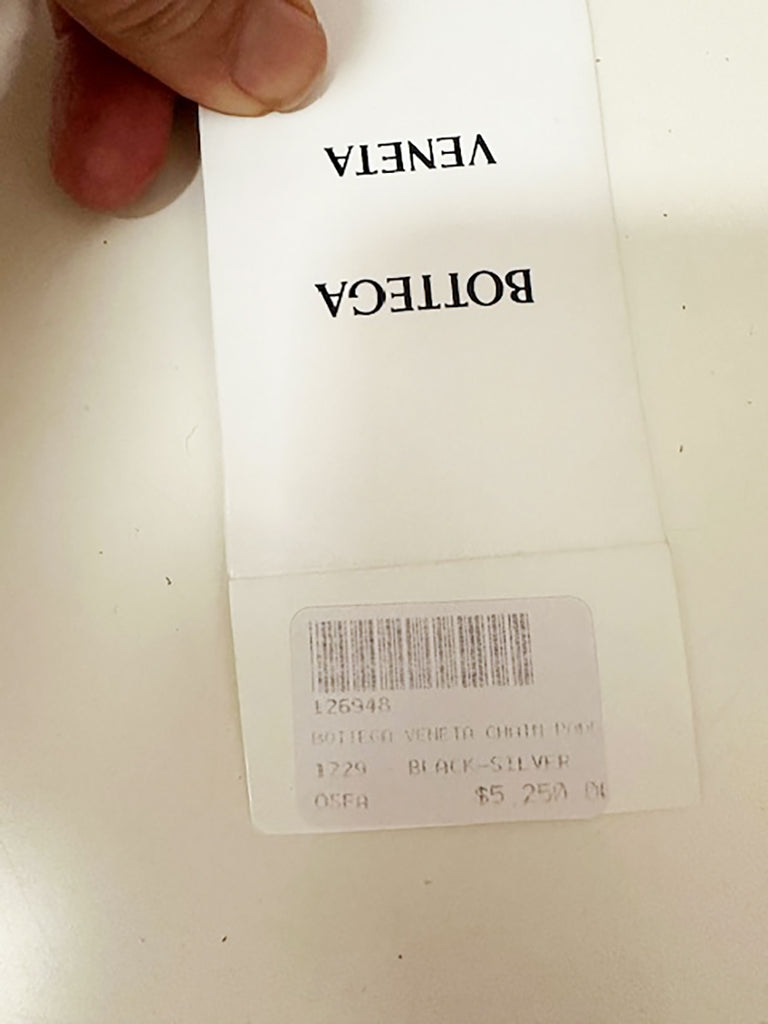 BOTTEGA
VENETA
126948
BOTTEGA VENETA CHAIN
1229 - BLACK-SILVER
OSFA $5 250